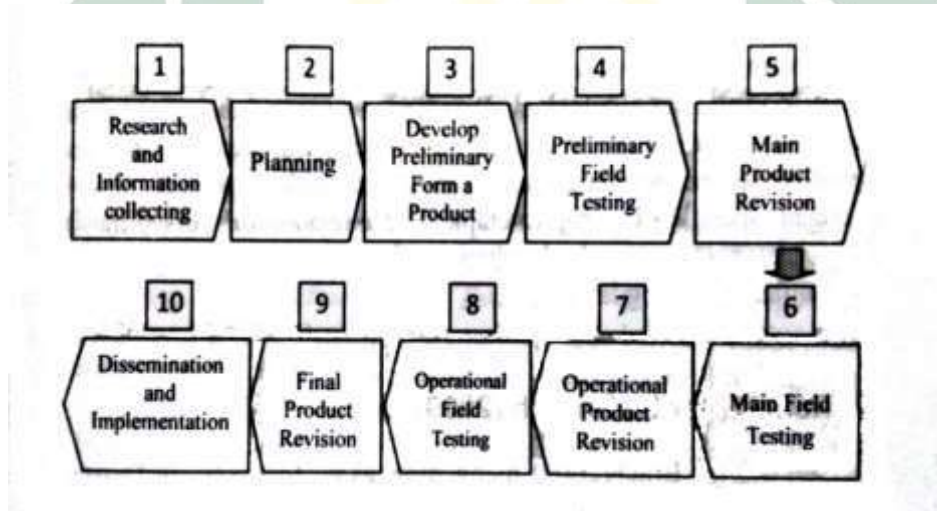 1
Research
and
Information
collecting
2
Planning
3
Develop
Preliminary
Form a
Product
4
Preliminary
Field
Testing
5
Main
Product
Revision
6
Main Field
Testing
7
Operational
Product
Revision
8
Operational
Field
Testing
9
Final
Product
Revision
10
Dissemination
and
Implementation